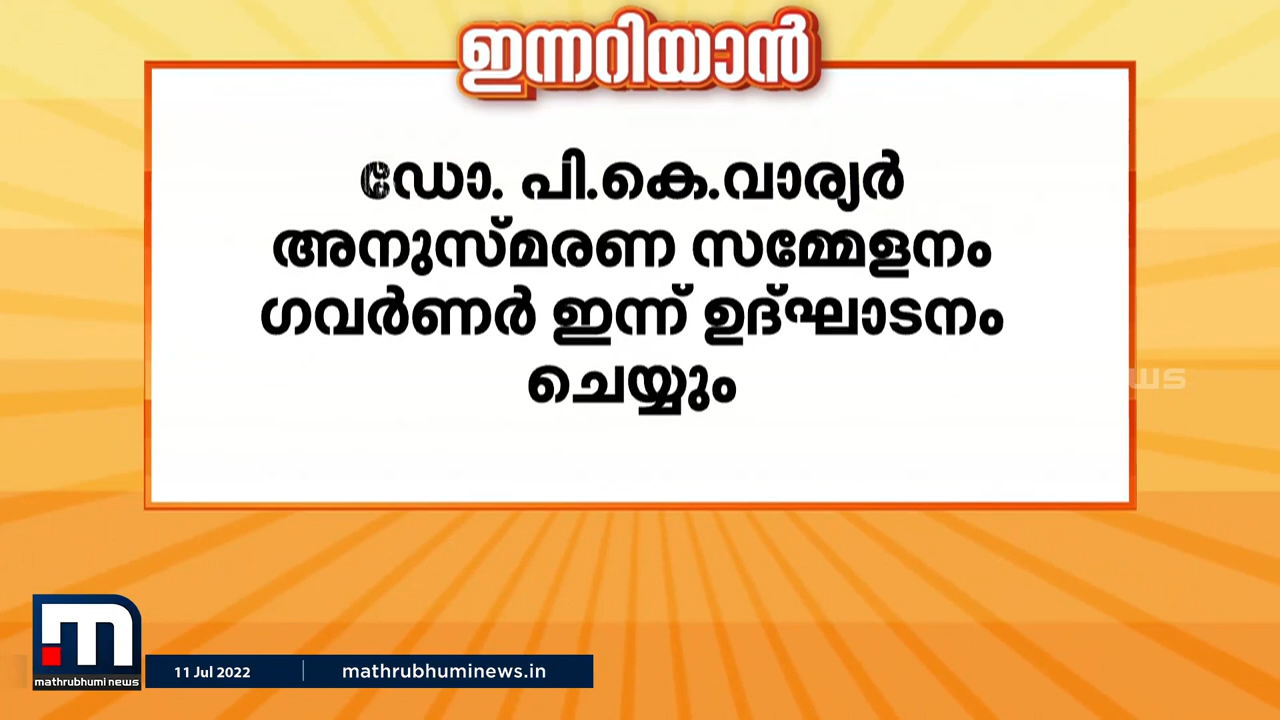 ഇന്നറിയാൻ
ഡോ. പി.കെ.വാര്യർ
അനുസ്മരണ സമ്മേളനം
ഗവർണർ ഇന്ന് ഉദ്ഘാടനം
ചെയ്യും
mathrubhumi news
11 Jul 2022
mathrubhuminews.in